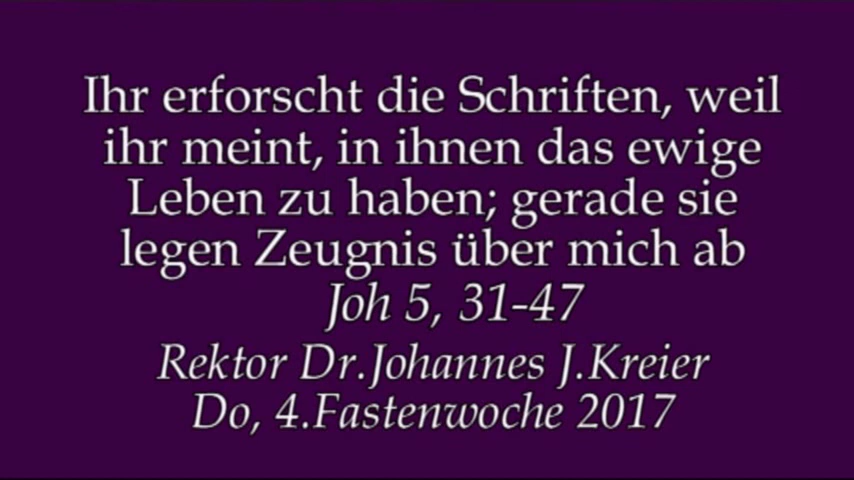 Ihr erforscht die Schriften, weil
ihr meint, in ihnen das ewige
Leben zu haben; gerade sie
legen Zeugnis über mich ab
Joh 5, 31-47
Rektor Dr.Johannes J.Kreier
Do, 4.Fastenwoche 2017